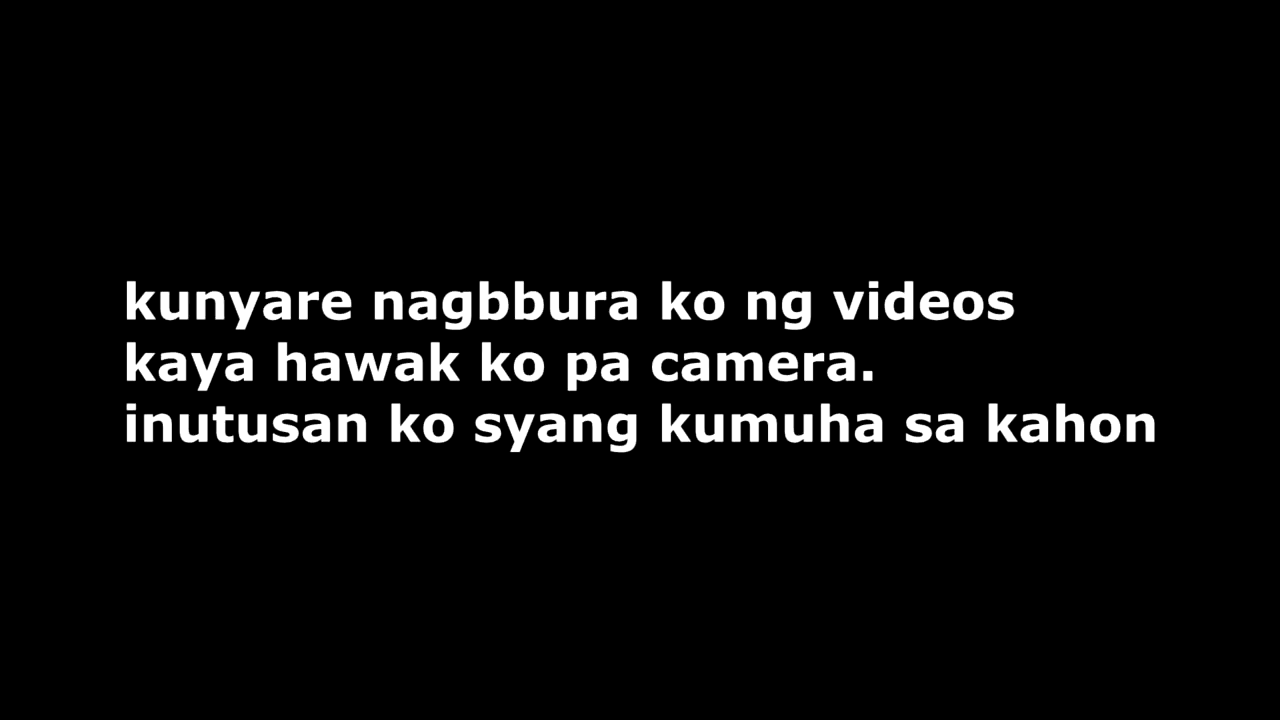 kunyare nagbbura ko ng videos
kaya hawak ko pa camera.
inutusan ko syang kumuha sa kahon